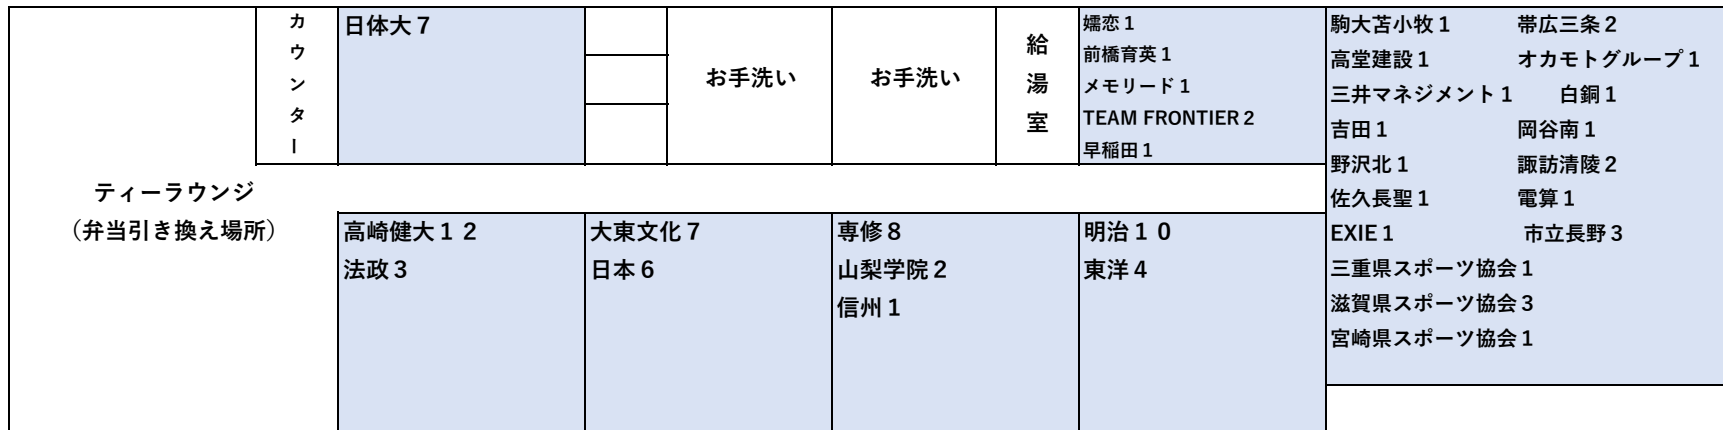 カウンター
日体大７
お手洗い
お手洗い
給湯室
嬬恋１
前橋育英１
メモリード１
TEAM FRONTIER２
早稲田１
駒大苫小牧１　帯広三条２
高堂建設１　オカモトグループ１
三井マネジメント１　白銅１
吉田１　岡谷南１
野沢北１　諏訪清陵２
佐久長聖１　電算１
EXIE１　市立長野３
三重県スポーツ協会１
滋賀県スポーツ協会３
宮崎県スポーツ協会１
ティーラウンジ
（弁当引き換え場所）
高崎健大１２
法政３
大東文化７
日本６
専修８
山梨学院２
信州１
明治１０
東洋４